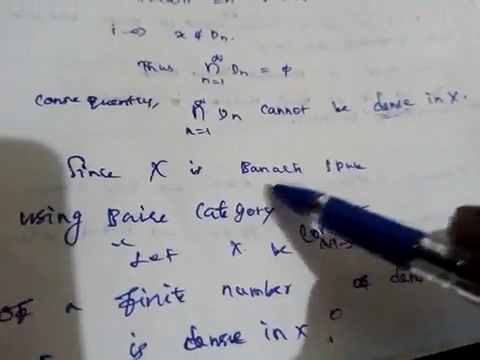 i.e., x ∉ Dn.
Thus ∞∩n=1 Dn = φ
Consequently, ∞∩n=1 Dn cannot be dense in X.
Since X is Banach space
using Baire Category
"Let X be
of a finite number of dense
is dense in X